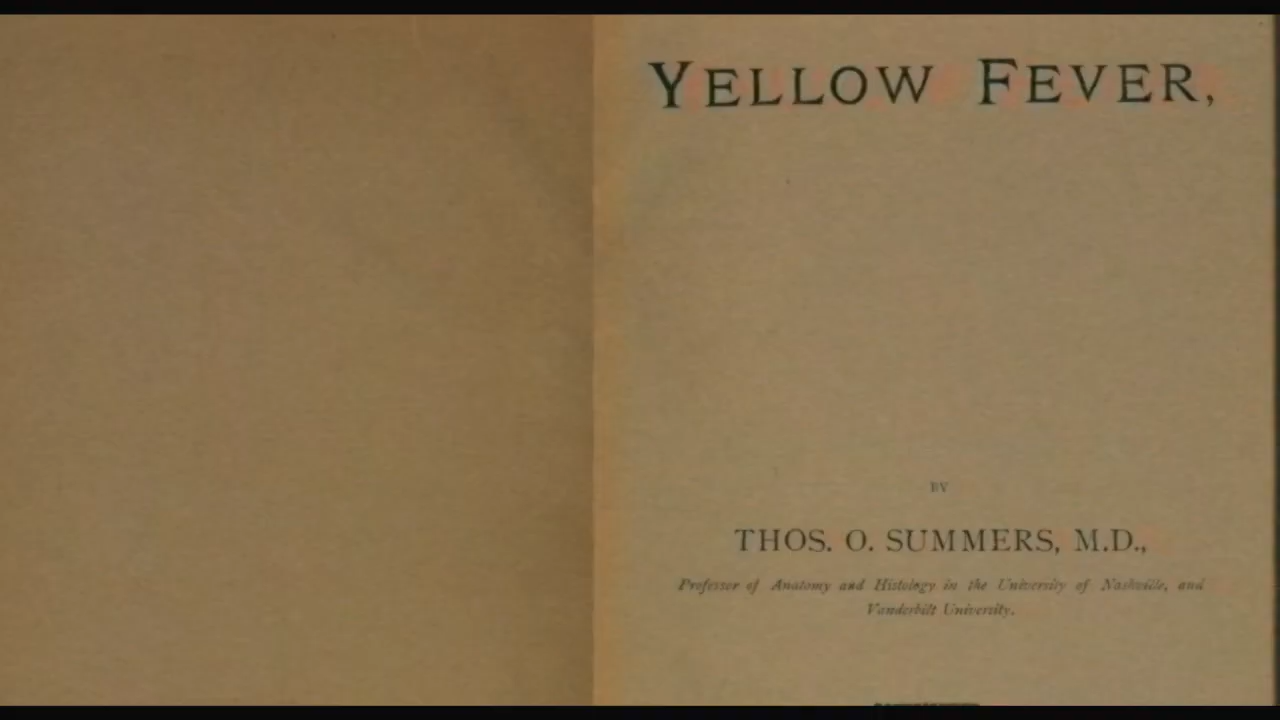 YELLOW FEVER,
BY
THOS. O. SUMMERS, M.D.,
Professor of Anatomy and Histology in the University of Nashville, and
Vanderbilt University.